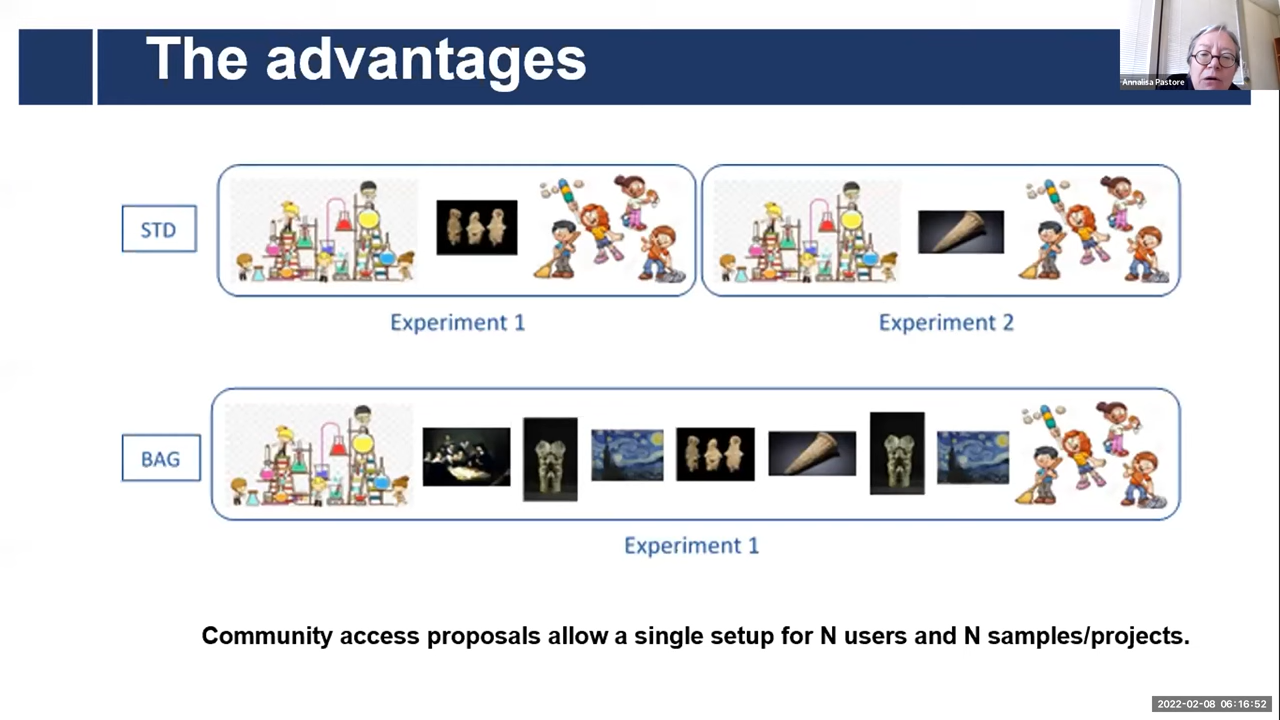 The advantages
Annalisa Pastore
STD
Experiment 1
Experiment 2
BAG
Experiment 1
Community access proposals allow a single setup for N users and N samples/projects.
2022-02-08 06:16:52